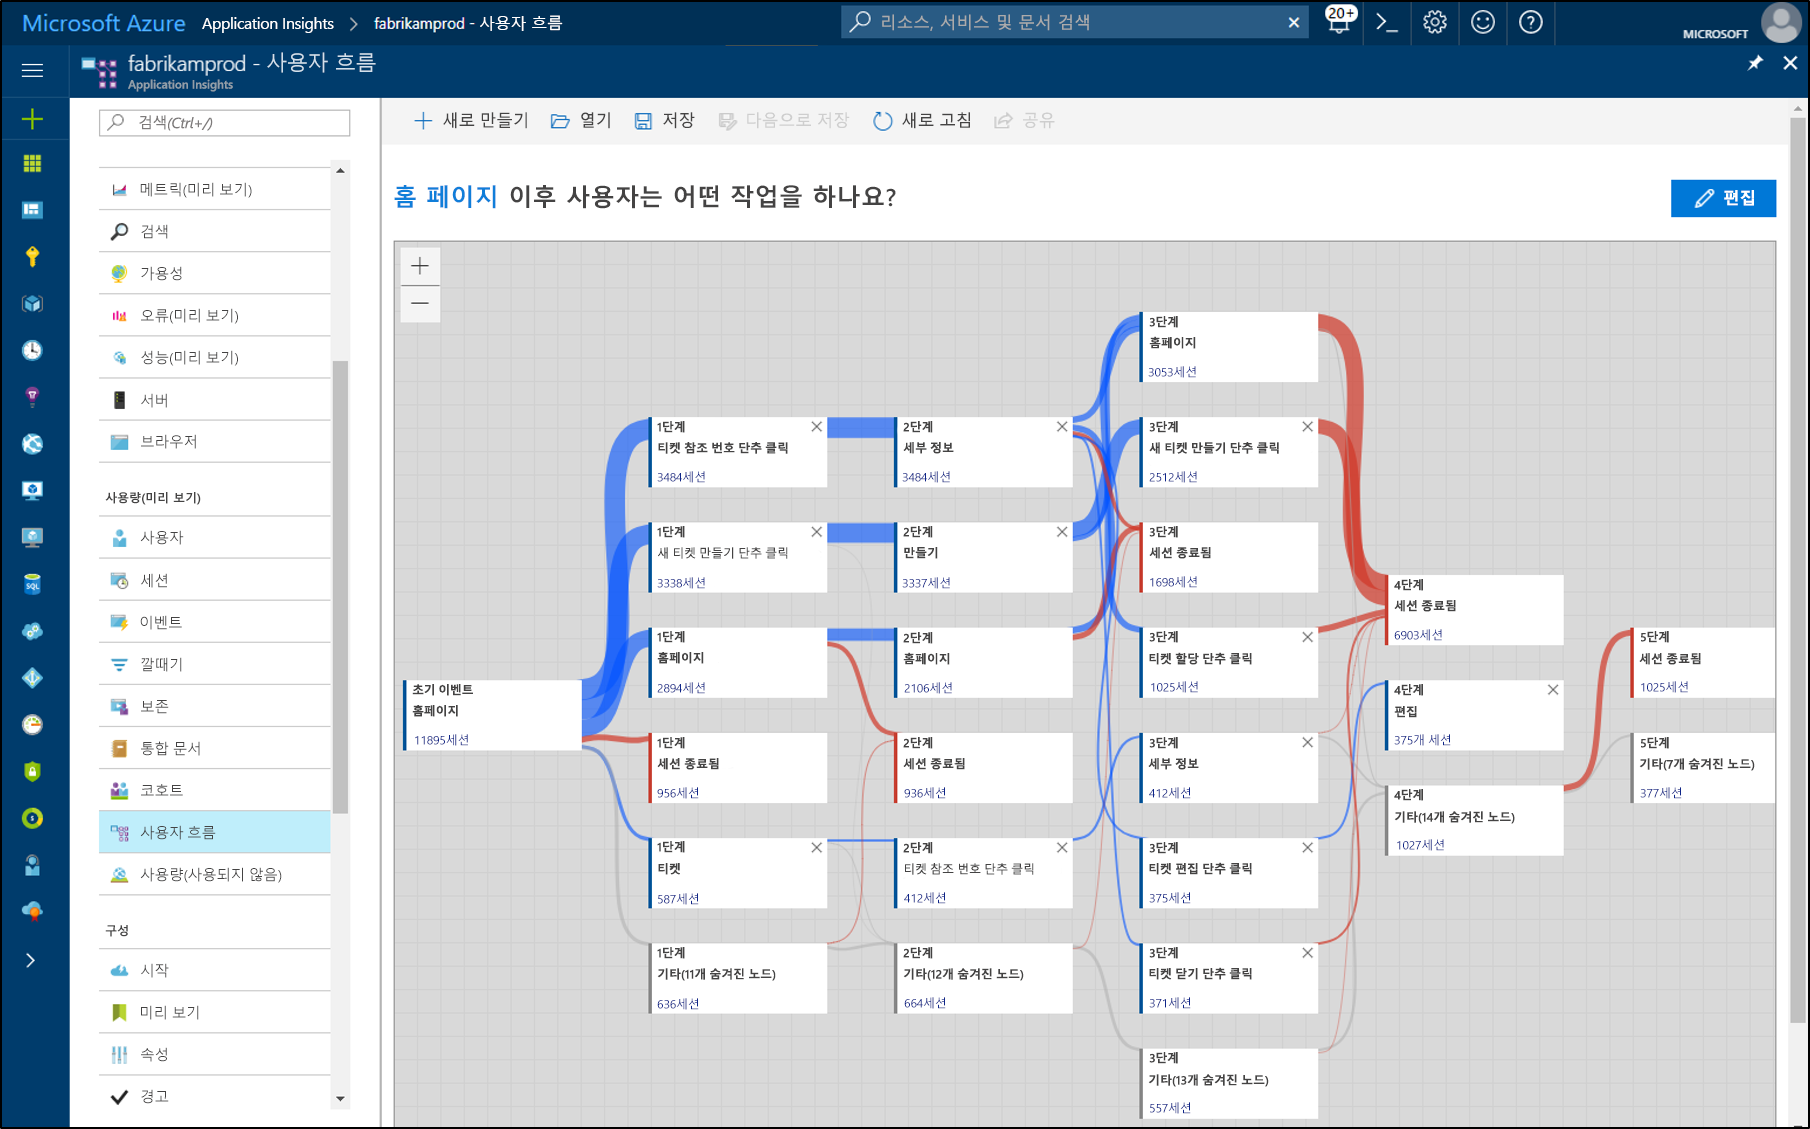 Microsoft Azure Application Insights > fabrikamprod - 사용자 흐름
리소스, 서비스 및 문서 검색
20+
MICROSOFT
fabrikamprod - 사용자 흐름
Application Insights
검색(Ctrl+/)
메트릭(미리 보기)
검색
가용성
오류(미리 보기)
성능(미리 보기)
서버
브라우저
사용량(미리 보기)
사용자
세션
이벤트
깔때기
보존
통합 문서
코호트
사용자 흐름
사용량(사용되지 않음)
구성
시작
미리 보기
속성
경고
SQL
새로 만들기
열기
저장
다음으로 저장
새로 고침
공유
홈 페이지 이후 사용자는 어떤 작업을 하나요?
편집
초기 이벤트
홈페이지
11895세션
1단계
티켓 참조 번호 단추 클릭
3484세션
1단계
새 티켓 만들기 단추 클릭
3338세션
1단계
홈페이지
2894세션
1단계
세션 종료됨
956세션
1단계
티켓
587세션
1단계
기타(11개 숨겨진 노드)
636세션
2단계
세부 정보
3484세션
2단계
만들기
3337세션
2단계
홈페이지
2106세션
2단계
세션 종료됨
936세션
2단계
티켓 참조 번호 단추 클릭
412세션
2단계
기타(12개 숨겨진 노드)
664세션
3단계
홈페이지
3053세션
3단계
새 티켓 만들기 단추 클릭
2512세션
3단계
세션 종료됨
1698세션
3단계
티켓 할당 단추 클릭
1025세션
3단계
세부 정보
412세션
3단계
티켓 편집 단추 클릭
375세션
3단계
티켓 닫기 단추 클릭
371세션
3단계
기타(13개 숨겨진 노드)
557세션
4단계
세션 종료됨
6903세션
4단계
편집
375개 세션
4단계
기타(14개 숨겨진 노드)
1027세션
5단계
세션 종료됨
1025세션
5단계
기타(7개 숨겨진 노드)
377세션